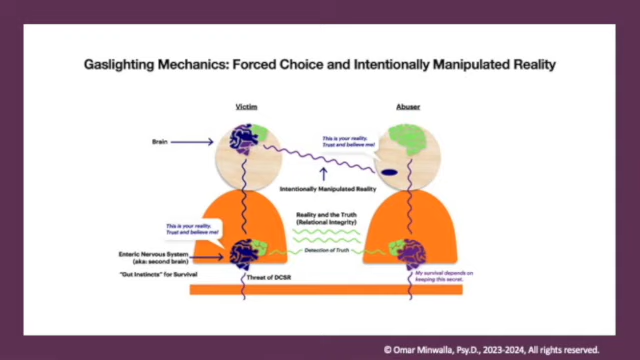 Gaslighting Mechanics: Forced Choice and Intentionally Manipulated Reality
Victim
Abuser
Brain
This is your reality.
Trust and believe me!
Intentionally Manipulated Reality
Reality and the Truth
(Relational Integrity)
This is your reality.
Trust and believe me!
Detection of Truth
Enteric Nervous System
(aka: second brain)
"Gut Instincts" for Survival
Threat of DCSR
My survival depends on
keeping this secret.
© Omar Minwalla, Psy.D., 2023-2024, All rights reserved.